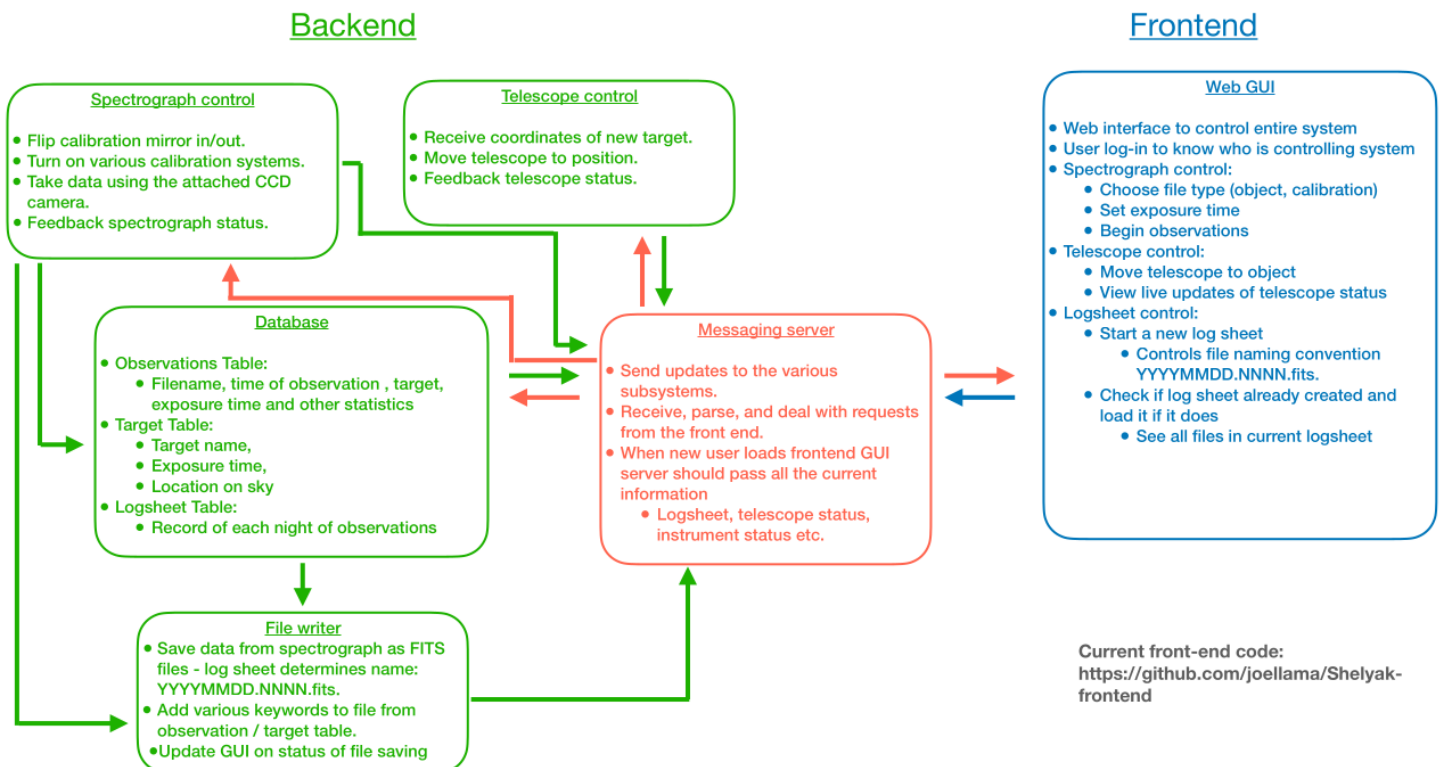 Backend
Frontend
Spectrograph control
• Flip calibration mirror in/out.
• Turn on various calibration systems.
• Take data using the attached CCD
camera.
• Feedback spectrograph status.
Telescope control
• Receive coordinates of new target.
• Move telescope to position.
• Feedback telescope status.
Web GUI
• Web interface to control entire system
• User log-in to know who is controlling system
• Spectrograph control:
• Choose file type (object, calibration)
• Set exposure time
• Begin observations
• Telescope control:
• Move telescope to object
• View live updates of telescope status
• Logsheet control:
• Start a new log sheet
• Controls file naming convention
YYYYMMDD.NNNN.fits.
• Check if log sheet already created and
load it if it does
• See all files in current logsheet
Database
• Observations Table:
• Filename, time of observation , target,
exposure time and other statistics
• Target Table:
• Target name,
• Exposure time,
• Location on sky
• Logsheet Table:
• Record of each night of observations
Messaging server
• Send updates to the various
subsystems.
• Receive, parse, and deal with requests
from the front end.
• When new user loads frontend GUI
server should pass all the current
information
• Logsheet, telescope status,
instrument status etc.
File writer
• Save data from spectrograph as FITS
files - log sheet determines name:
YYYYMMDD.NNNN.fits.
• Add various keywords to file from
observation / target table.
•Update GUI on status of file saving
Current front-end code:
https://github.com/joellama/Shelyak-
frontend